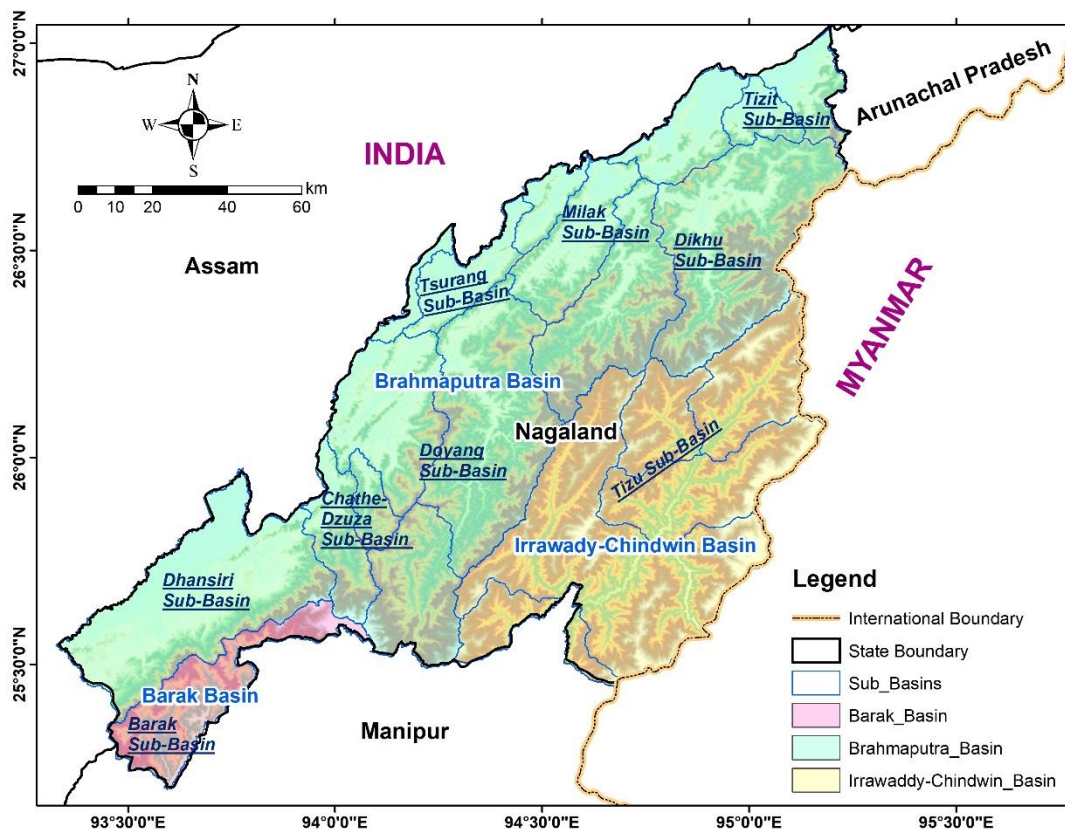 27°0'0"N
26°30'0"N
26°0'0"N
25°30'0"N
N
W E
S
km
0 10 20 40 60
INDIA
Arunachal Pradesh
Tizit
Sub-Basin
Milak
Sub-Basin
Dikhu
Sub-Basin
Assam
Tsurang
Sub-Basin
MYANMAR
Brahmaputra Basin
Nagaland
Doyang
Sub-Basin
Tizu Sub-Basin
Chathe-
Dzuza
Sub-Basin
Irrawady-Chindwin Basin
Dhansiri
Sub-Basin
Barak Basin
Barak
Sub-Basin
Manipur
Legend
International Boundary
State Boundary
Sub_Basins
Barak_Basin
Brahmaputra_Basin
Irrawaddy-Chindwin_Basin
93°30'0"E
94°0'0"E
94°30'0"E
95°0'0"E
95°30'0"E